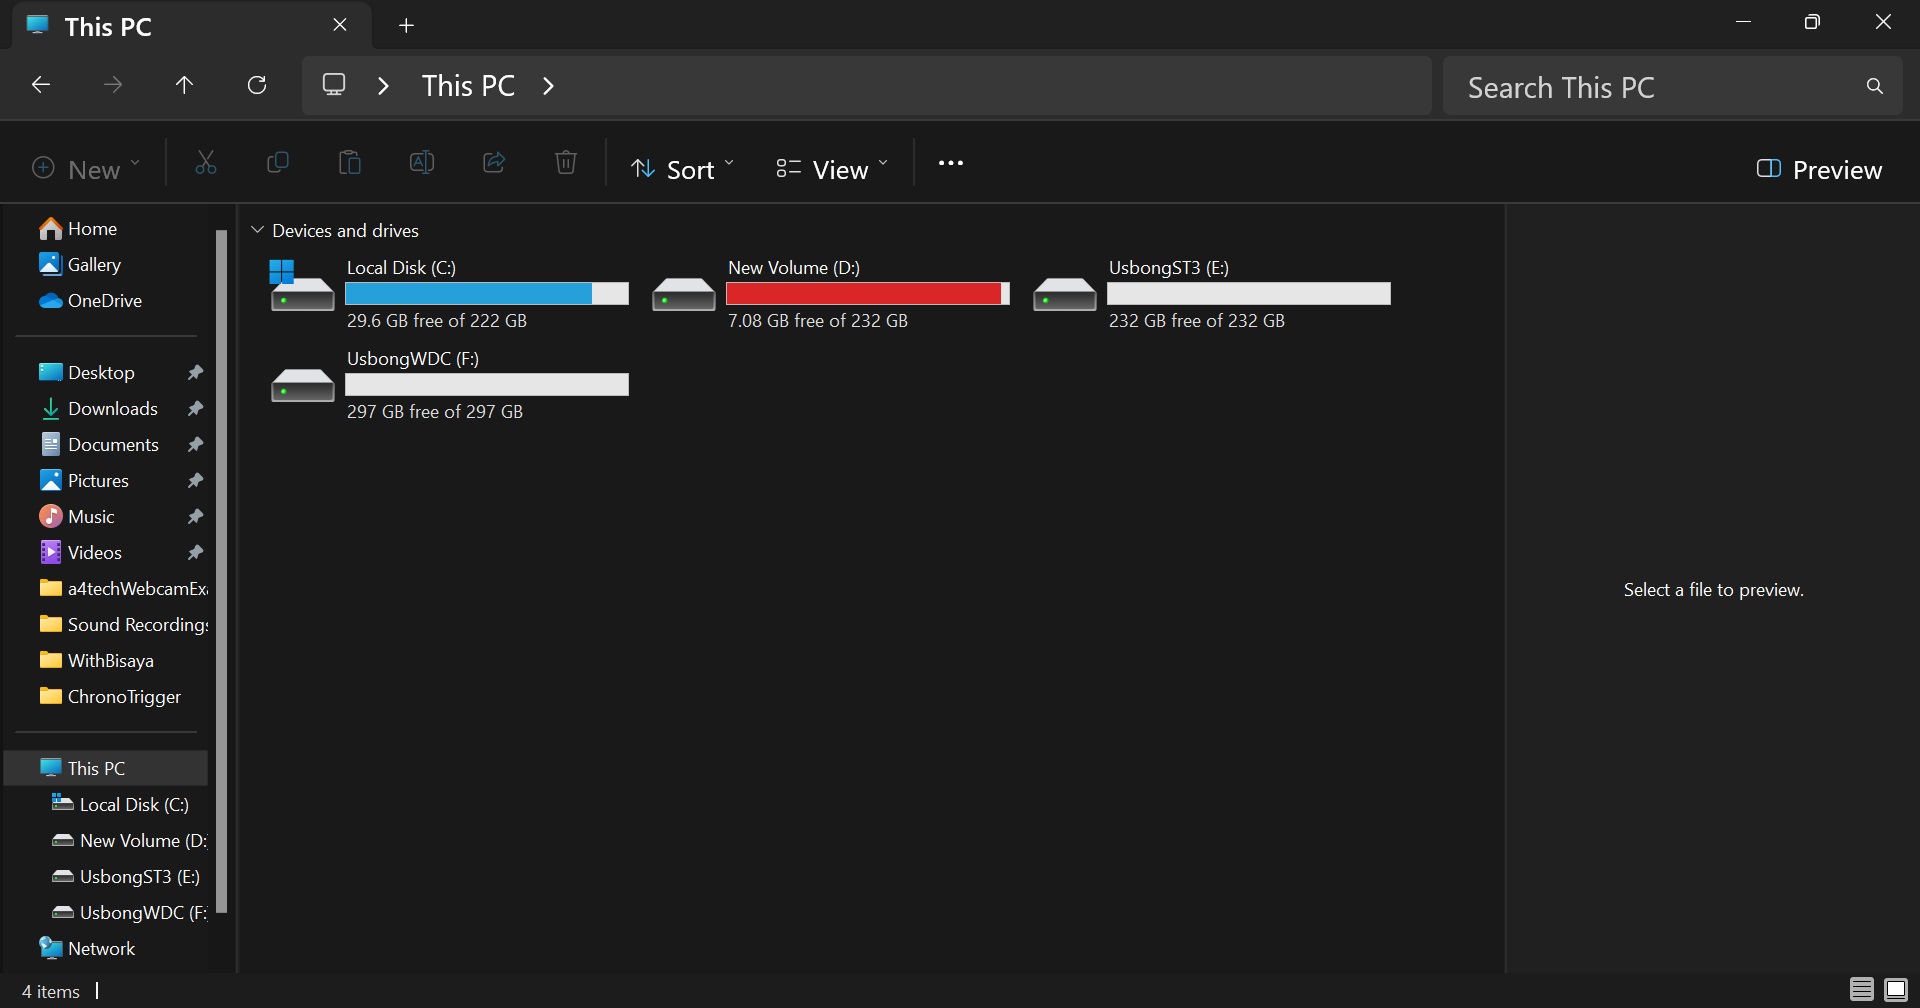 This PC
This PC
Search This PC
New
Sort
View
Preview
Home
Gallery
OneDrive
Desktop
Downloads
Documents
Pictures
Music
Videos
a4techWebcamEx
Sound Recordings
WithBisaya
ChronoTrigger
This PC
Local Disk (C:)
New Volume (D:)
UsbongST3 (E:)
UsbongWDC (F:)
Network
Devices and drives
Local Disk (C:)
29.6 GB free of 222 GB
New Volume (D:)
7.08 GB free of 232 GB
UsbongST3 (E:)
232 GB free of 232 GB
UsbongWDC (F:)
297 GB free of 297 GB
Select a file to preview.
4 items